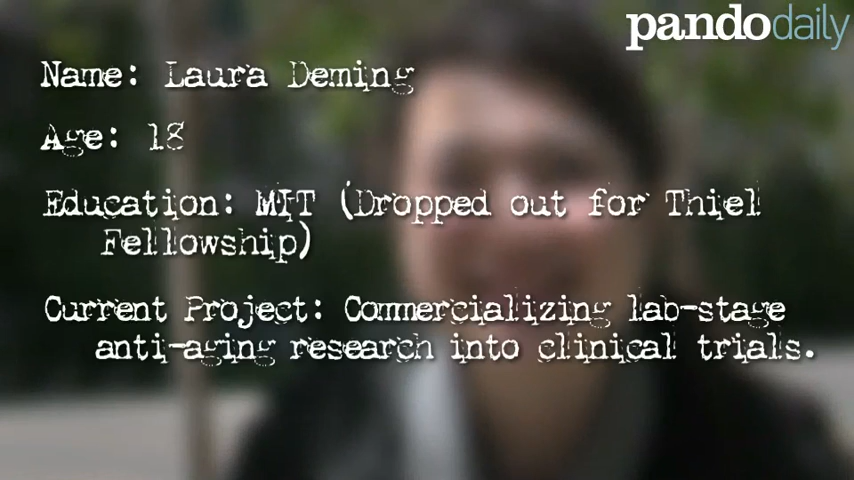 pandodaily
Name: Laura Deming
Age: 18
Education: MIT (Dropped out for Thiel
Fellowship)
Current Project: Commercializing lab-stage
anti-aging research into clinical trials.